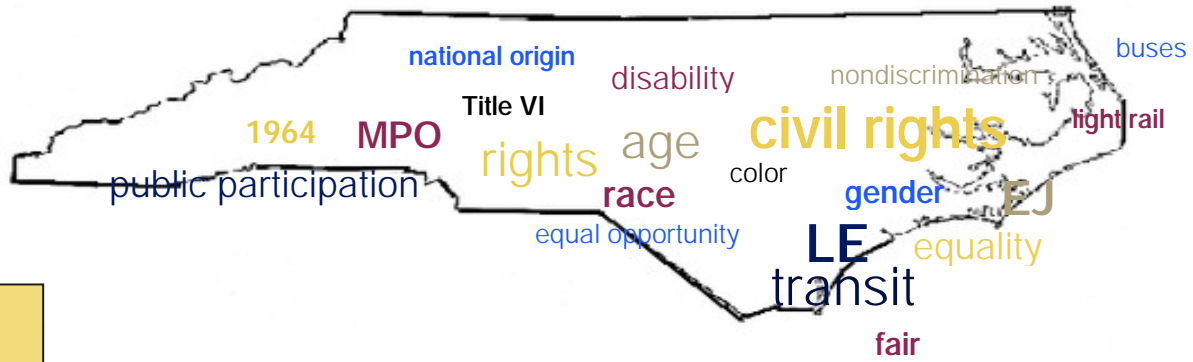 national origin
buses
disability
nondiscrimination
Title VI
1964
MPO
civil rights
light rail
rights
age
color
public participation
race
gender
EJ
equal opportunity
LE
equality
transit
fair